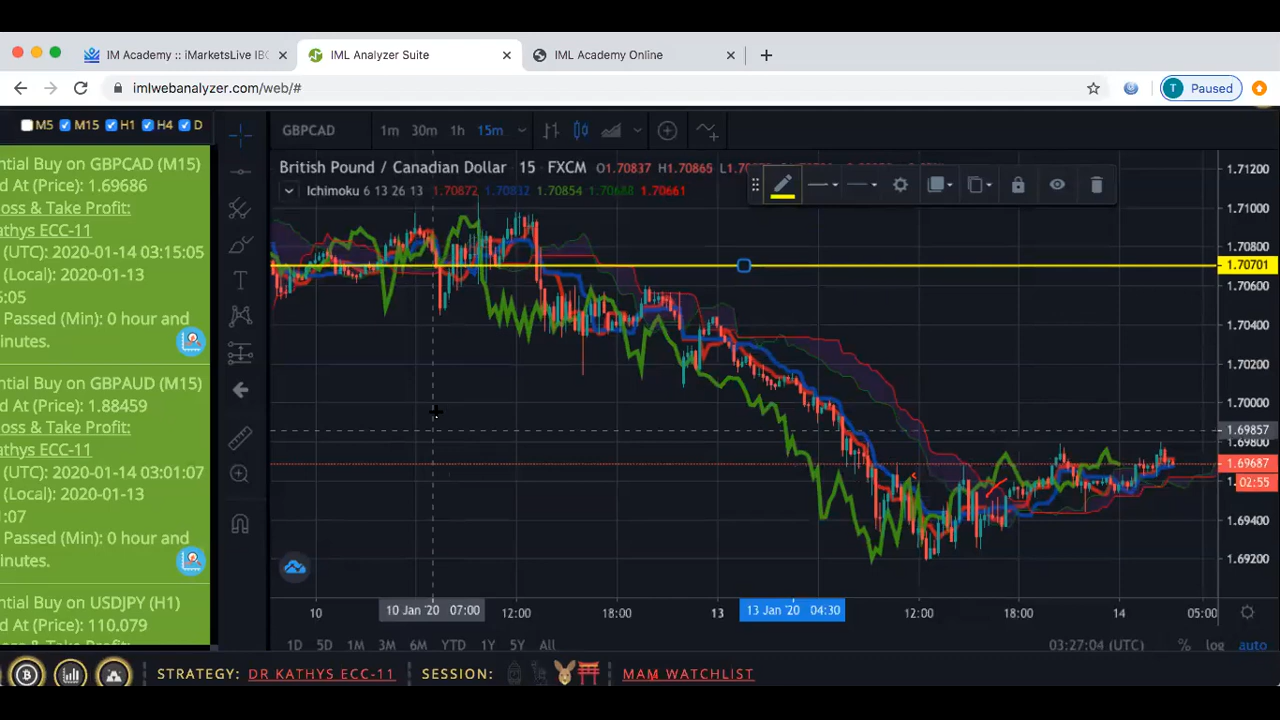 IM Academy :: iMarketsLive IBO
IML Analyzer Suite
IML Academy Online
imlwebanalyzer.com/web/#
T Paused
M5 M15 H1 H4 D
ntial Buy on GBPCAD (M15)
d At (Price): 1.69686
oss & Take Profit:
athys ECC-11
(UTC): 2020-01-14 03:15:05
(Local): 2020-01-13
5:05
Passed (Min): 0 hour and
inutes.
ntial Buy on GBPAUD (M15)
d At (Price): 1.88459
oss & Take Profit:
athys ECC-11
(UTC): 2020-01-14 03:01:07
(Local): 2020-01-13
1:07
Passed (Min): 0 hour and
inutes.
ntial Buy on USDJPY (H1)
d At (Price): 110.079
GBPCAD 1m 30m 1h 15m
British Pound / Canadian Dollar 15 FXCM O1.70837 H1.70865
Ichimoku 6 13 26 13 1.70872 1.70832 1.70854 1.70688 1.70661
1.71200
1.71000
1.70800
1.70701
1.70600
1.70400
1.70200
1.70000
1.69857
1.69800
1.69687
02:55
1.69400
1.69200
10 10 Jan '20 07:00 12:00 18:00 13 13 Jan '20 04:30 12:00 18:00 14 05:00
1D 5D 1M 3M 6M YTD 1Y 5Y All 03:27:04 (UTC) % log auto
STRATEGY: DR KATHYS ECC-11 SESSION: MAM WATCHLIST